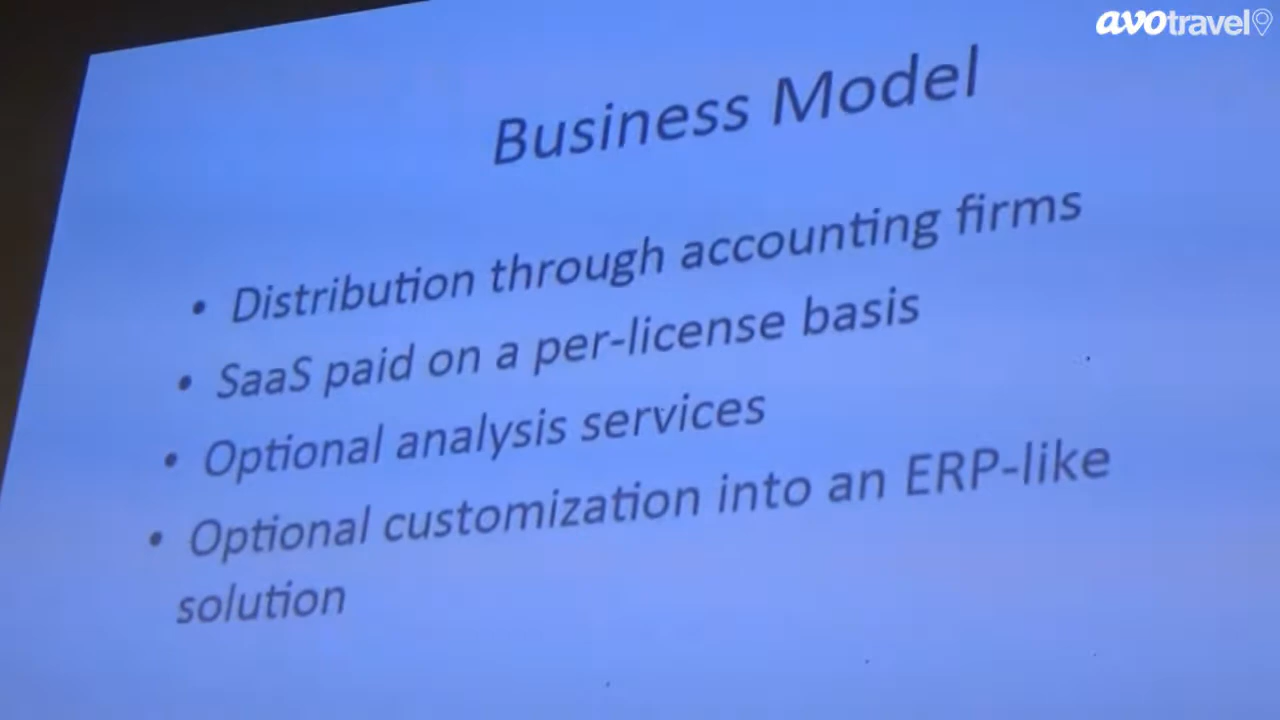 avotravel
Business Model
• Distribution through accounting firms
• SaaS paid on a per-license basis
• Optional analysis services
• Optional customization into an ERP-like
solution